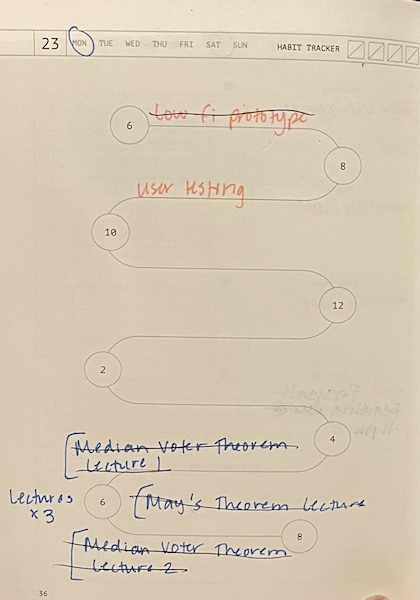 23 MON TUE WED THU FRI SAT SUN HABIT TRACKER
low fi prototype
6
8
user testing
10
12
2
4
Median Voter Theorem
Lecture 1
Lectures
x 3
6
May's Theorem Lecture
8
Median Voter Theorem
Lecture 2
36